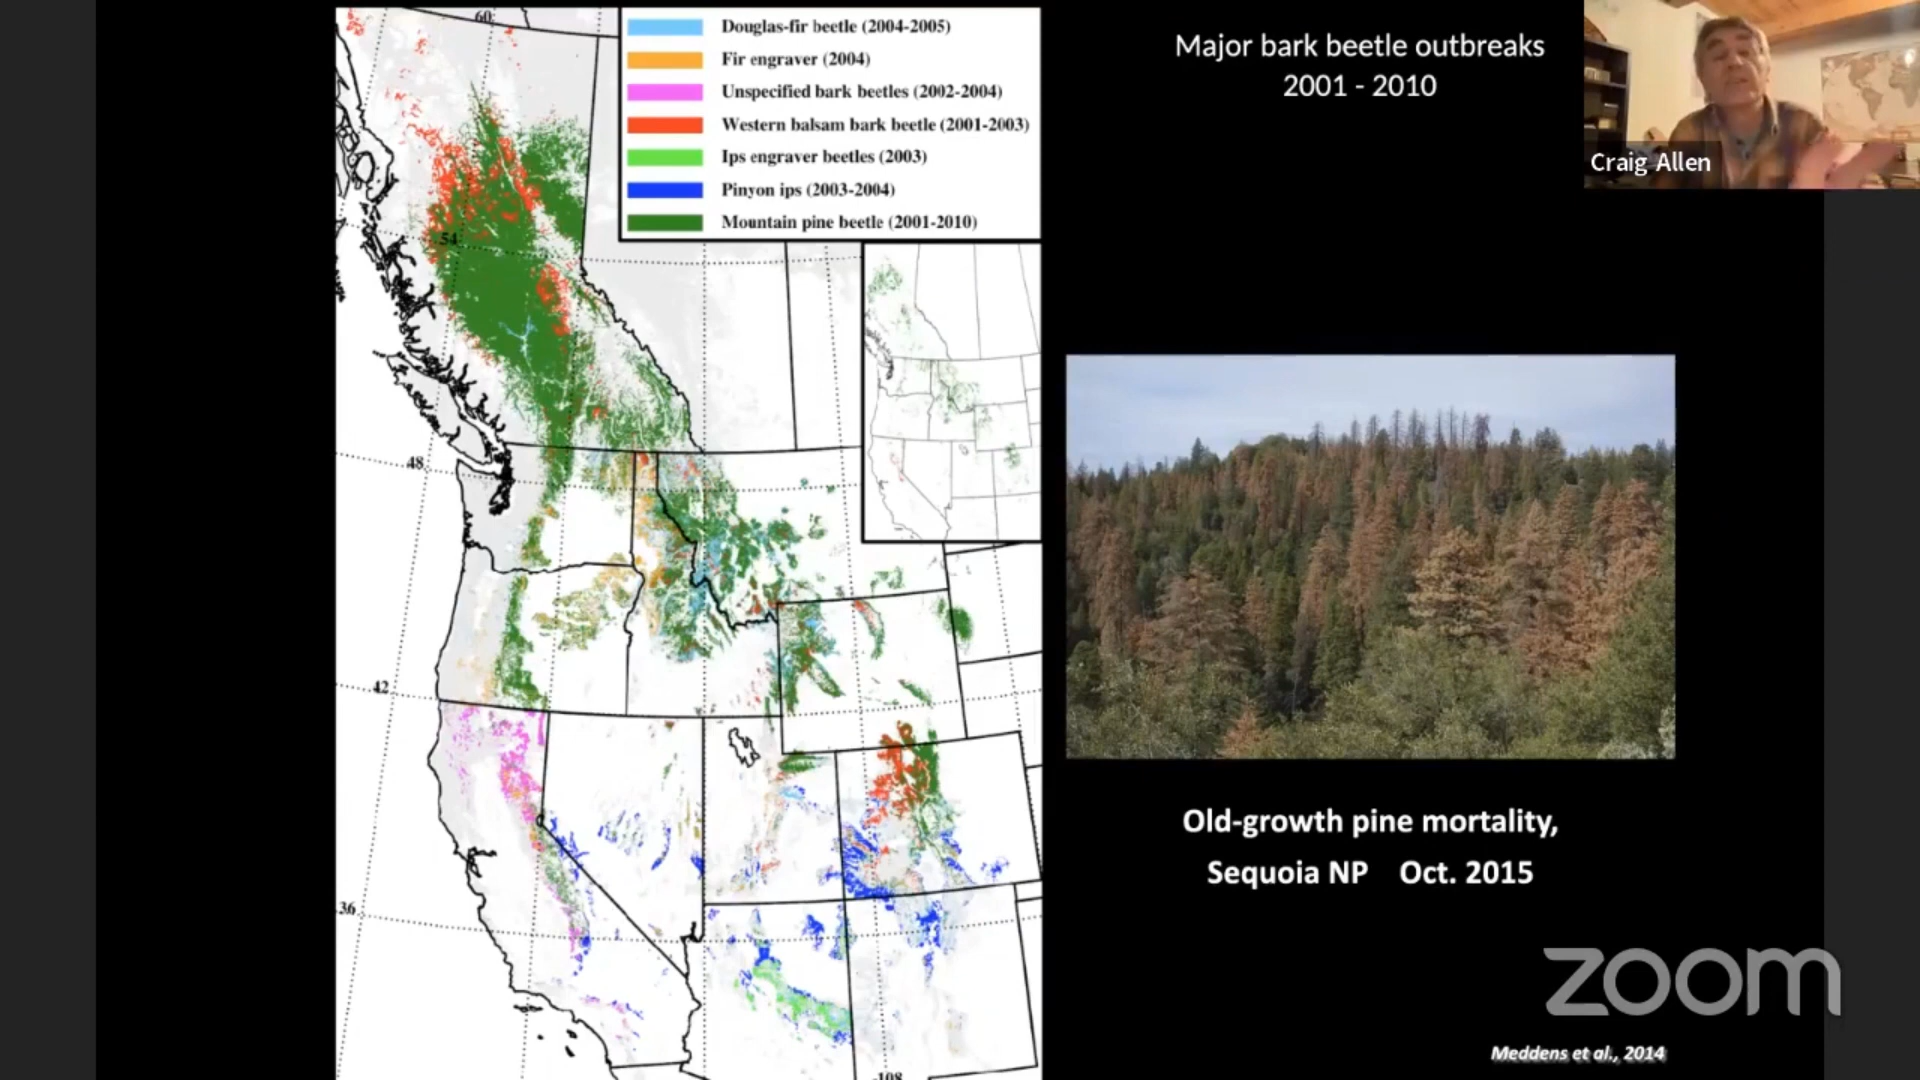 60
Douglas-fir beetle (2004-2005)
Fir engraver (2004)
Unspecified bark beetles (2002-2004)
Western balsam bark beetle (2001-2003)
Ips engraver beetles (2003)
Pinyon ips (2003-2004)
Mountain pine beetle (2001-2010)
Major bark beetle outbreaks
2001 - 2010
Craig Allen
54
48
42
36
-108
Old-growth pine mortality,
Sequoia NP Oct. 2015
zoom
Meddens et al., 2014